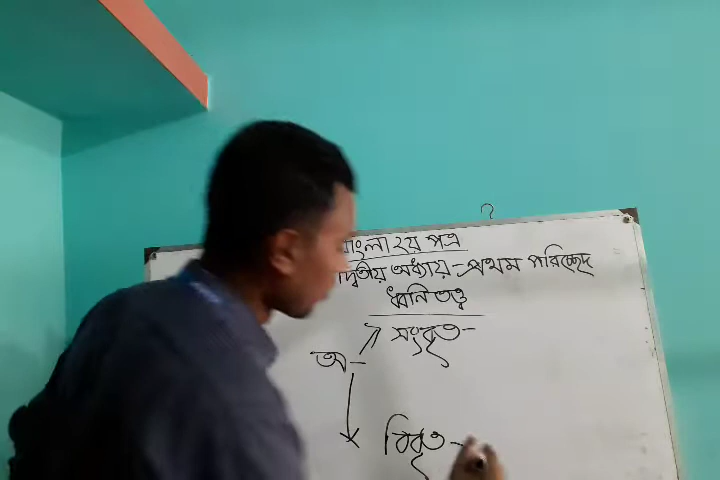 বাংলা ২য় পত্র
দ্বিতীয় অধ্যায়-প্রথম পরিচ্ছেদ
ধ্বনিতত্ত্ব
সংবৃত-
অ-
বিবৃত-